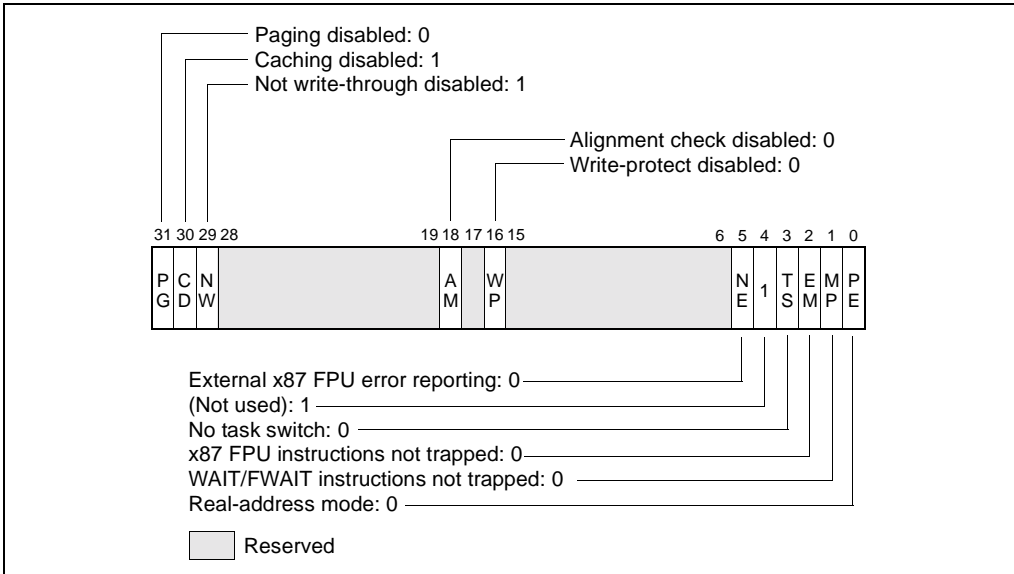 Paging disabled: 0
Caching disabled: 1
Not write-through disabled: 1
Alignment check disabled: 0
Write-protect disabled: 0
31 30 29 28 19 18 17 16 15 6 5 4 3 2 1 0
P C N A W N 1 T E M P
G D W M P E S M P E
External x87 FPU error reporting: 0
(Not used): 1
No task switch: 0
x87 FPU instructions not trapped: 0
WAIT/FWAIT instructions not trapped: 0
Real-address mode: 0
Reserved